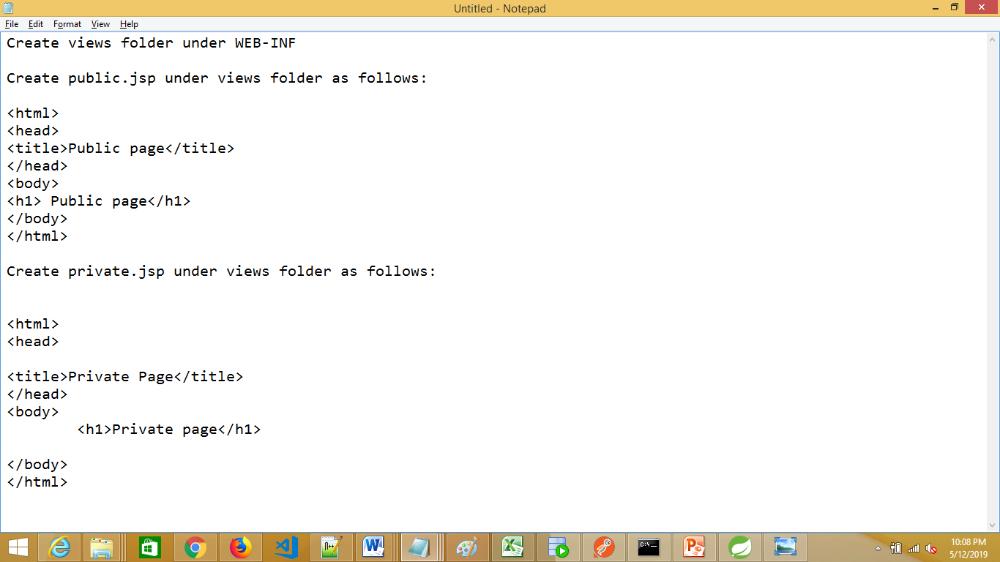 Untitled - Notepad
File Edit Format View Help
Create views folder under WEB-INF
Create public.jsp under views folder as follows:
<html>
<head>
<title>Public page</title>
</head>
<body>
<h1> Public page</h1>
</body>
</html>
Create private.jsp under views folder as follows:
<html>
<head>
<title>Private Page</title>
</head>
<body>
<h1>Private page</h1>
</body>
</html>
10:08 PM
5/12/2019